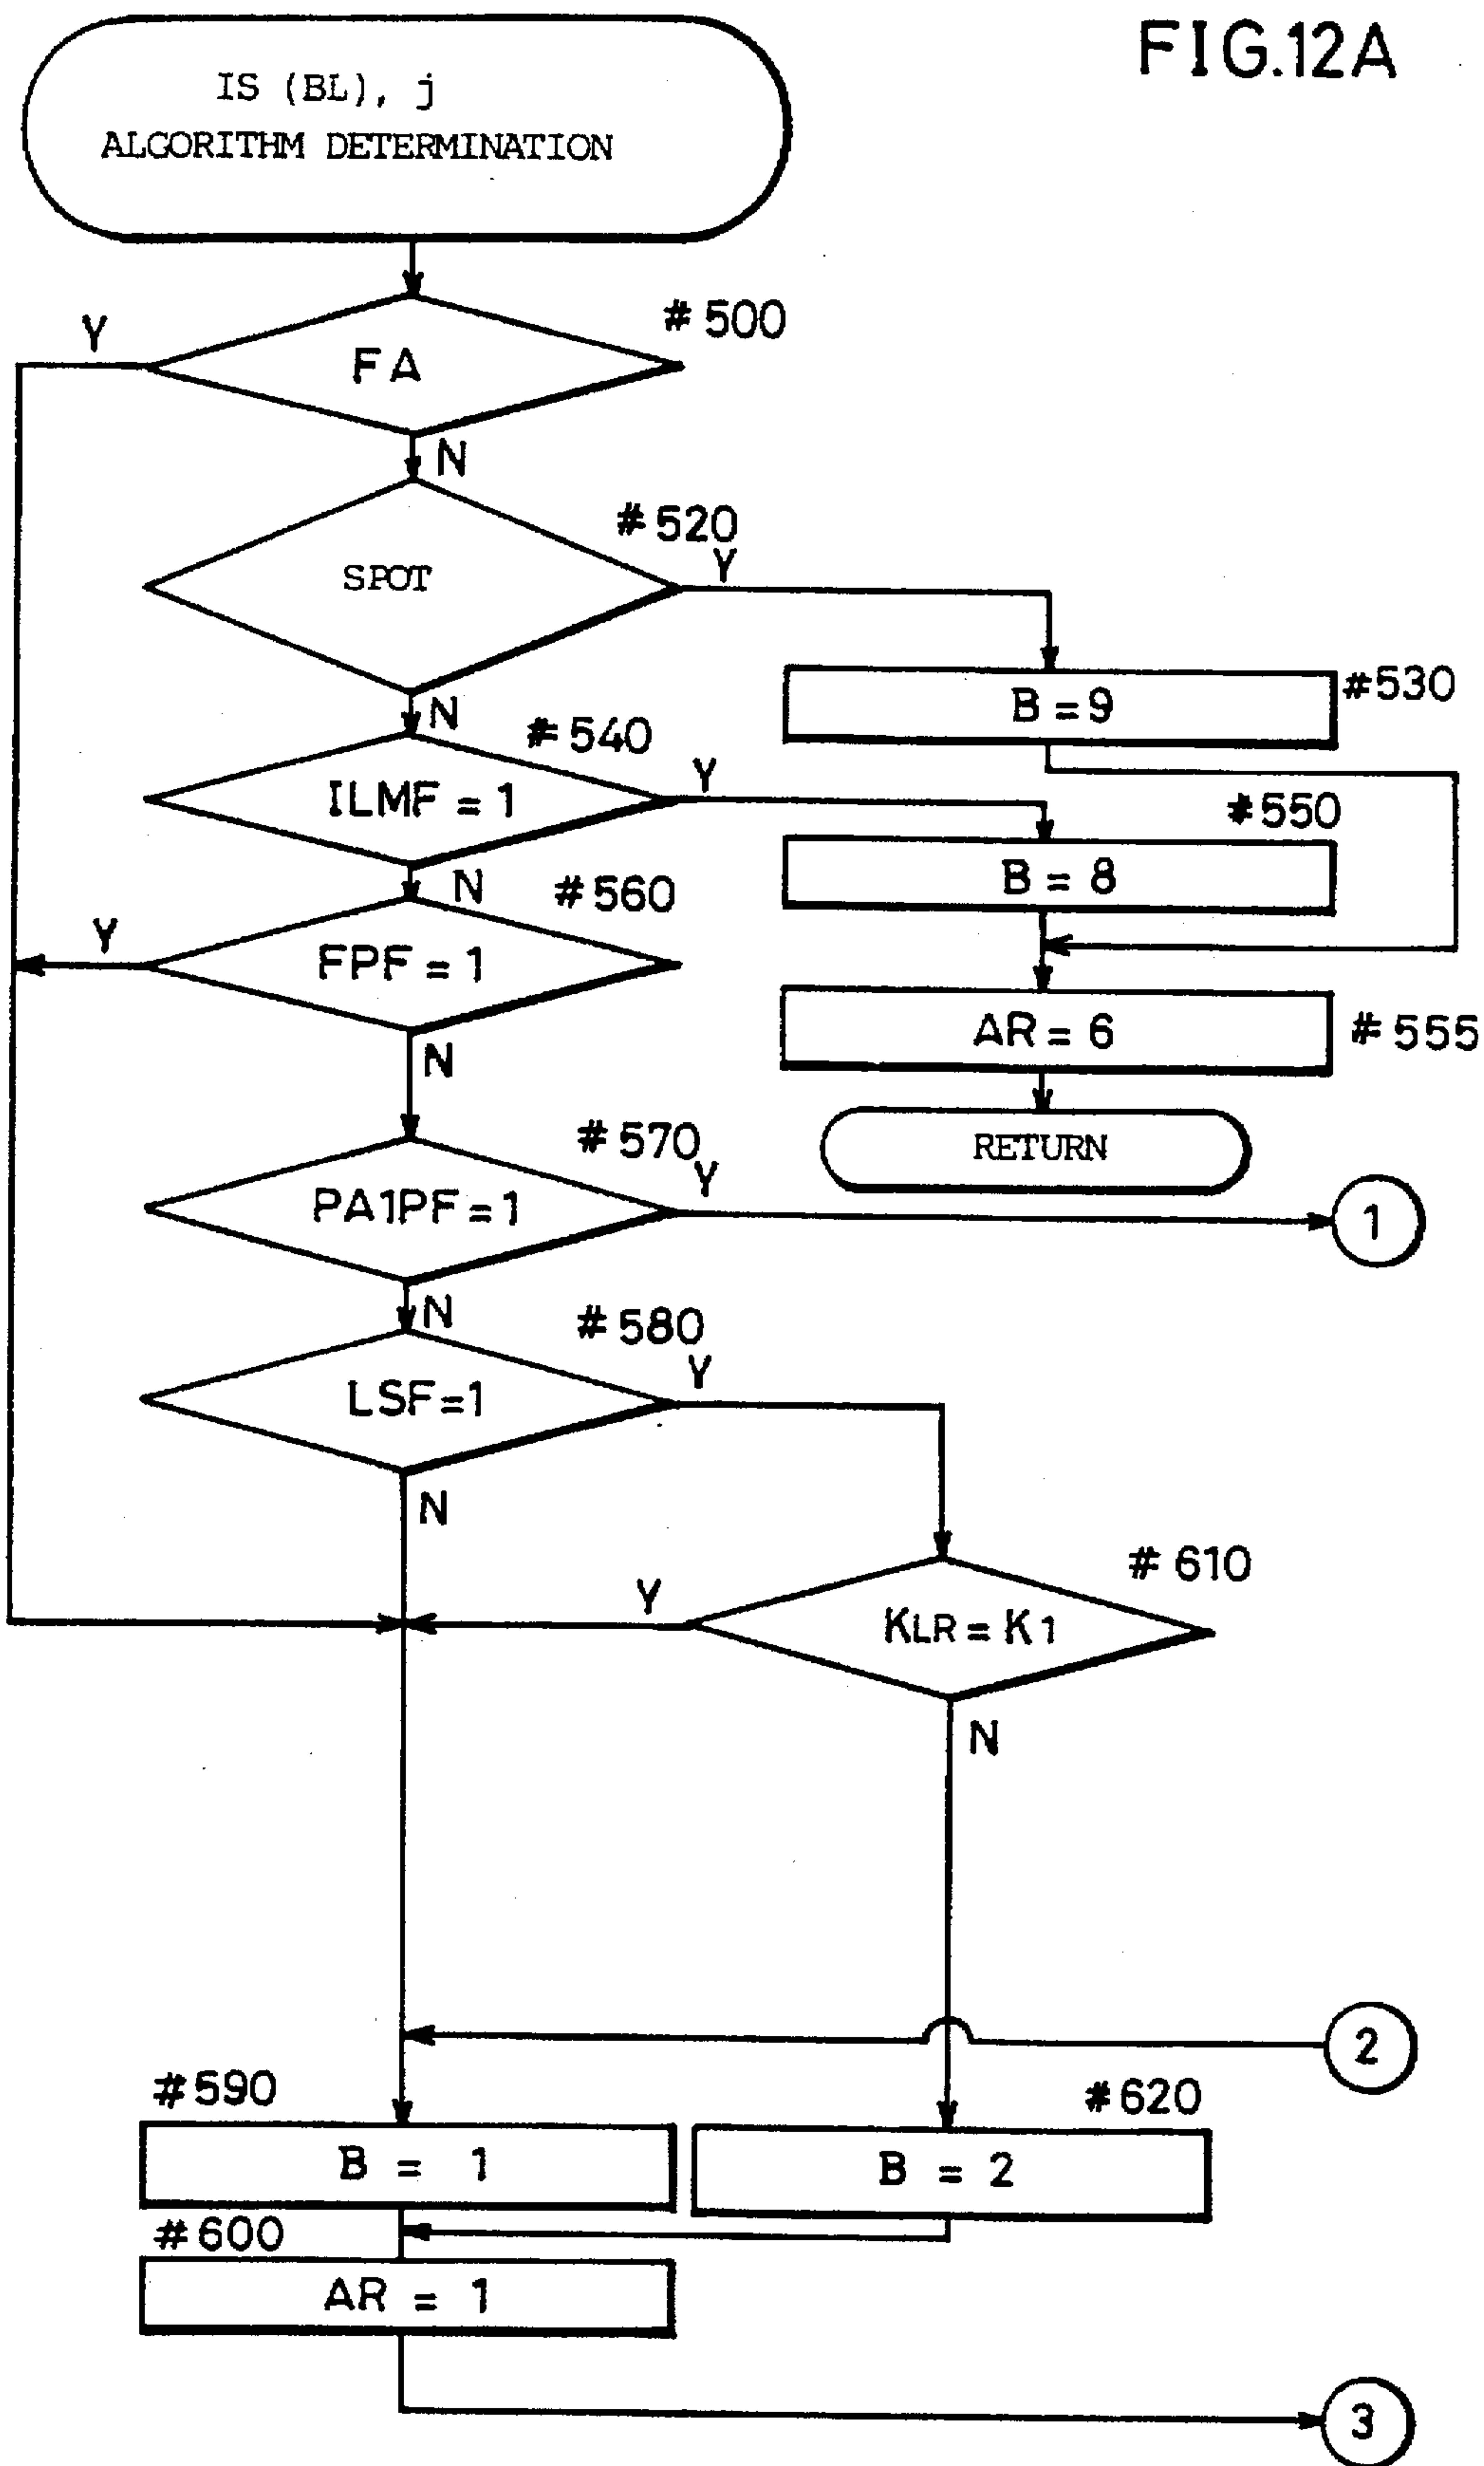 FIG.12A
IS (BL), j
ALGORITHM DETERMINATION
#500
Y
FA
N
#520
Y
SPOT
N
#530
B = 9
#540
Y
ILMF = 1
N
#550
B = 8
#560
Y
FPF = 1
N
AR = 6
#555
RETURN
#570
Y
PA1PF = 1
1
N
#580
Y
LSF = 1
N
#610
Y
KLR = K1
N
2
#590
#620
B = 1
B = 2
#600
AR = 1
3